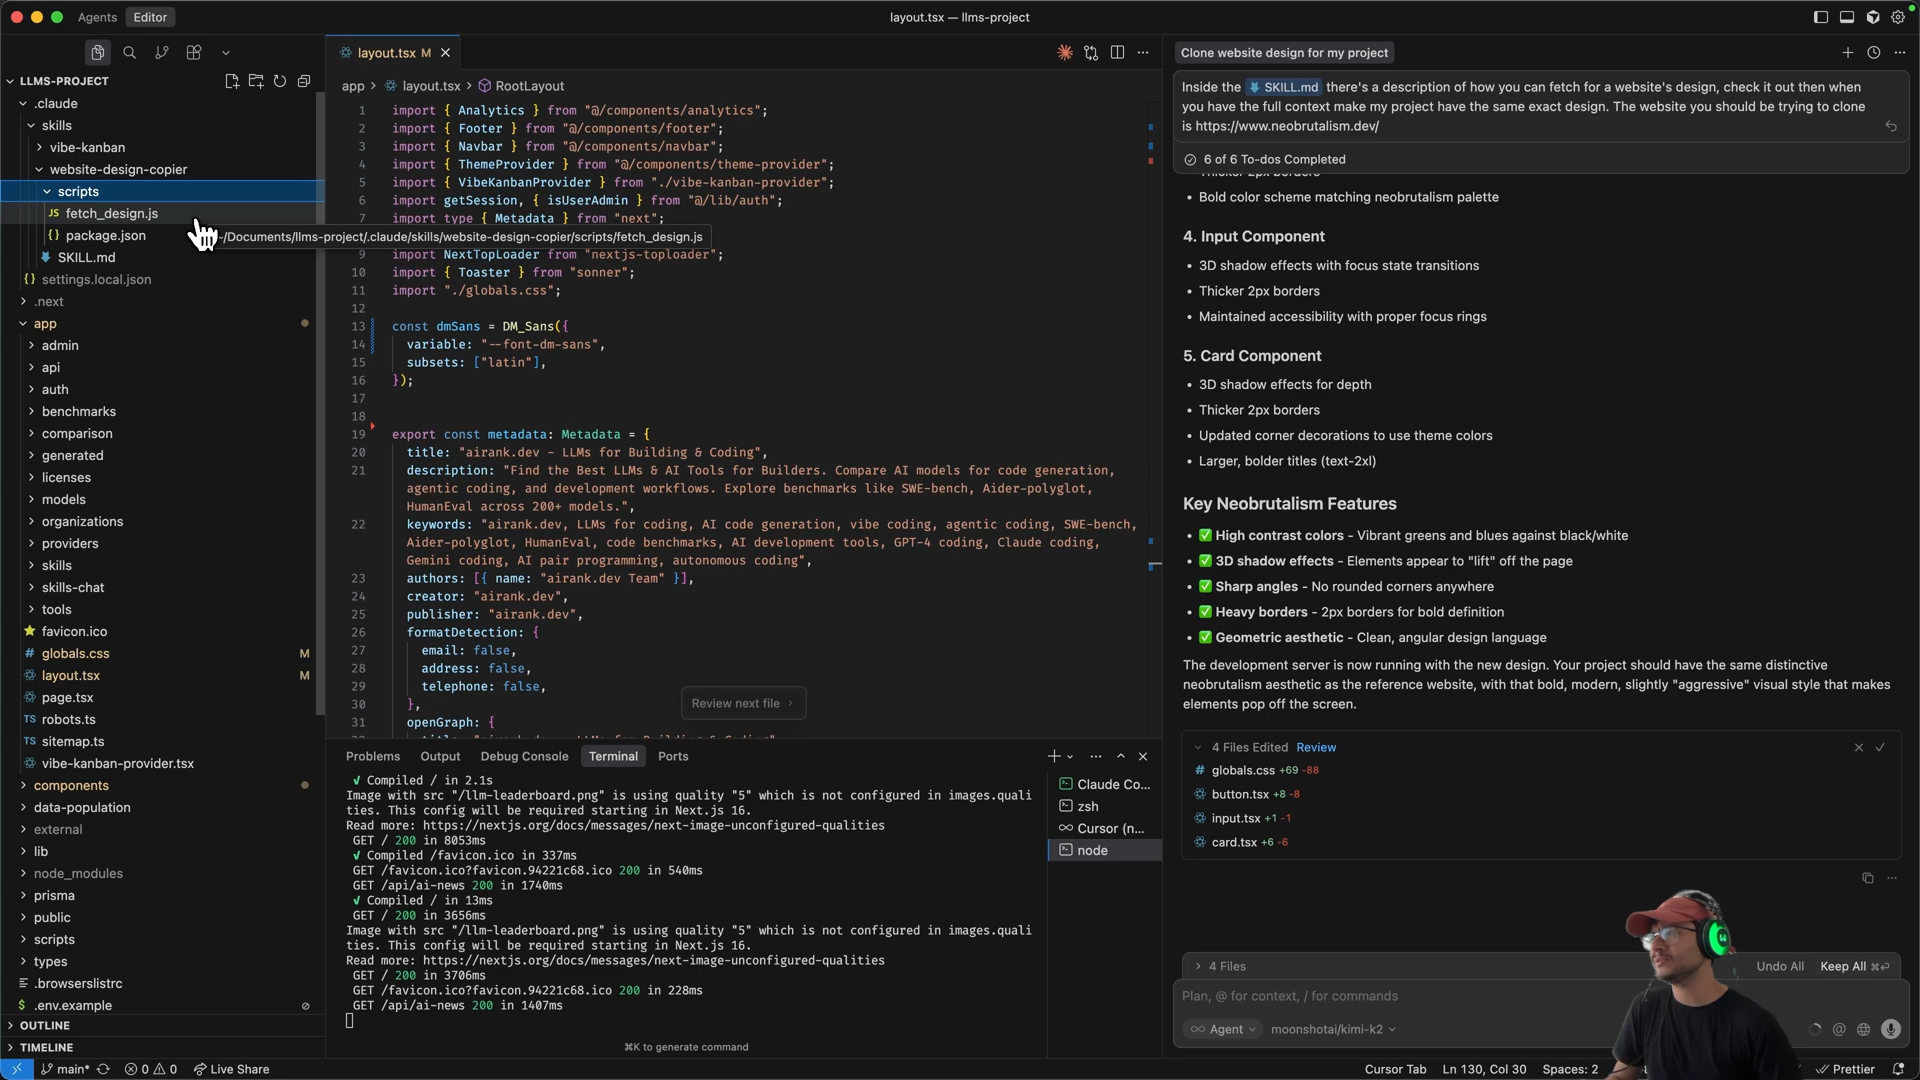 Agents
Editor
layout.tsx — llms-project
LLMS-PROJECT
.claude
skills
vibe-kanban
website-design-copier
scripts
JS fetch_design.js
{} package.json
SKILL.md
{} settings.local.json
.next
app
admin
api
auth
benchmarks
comparison
generated
licenses
models
organizations
providers
skills
skills-chat
tools
favicon.ico
# globals.css M
layout.tsx M
page.tsx
TS robots.ts
TS sitemap.ts
vibe-kanban-provider.tsx
components
data-population
external
lib
node_modules
prisma
public
scripts
types
.browserslistrc
$ .env.example
OUTLINE
TIMELINE
layout.tsx M
app > layout.tsx > RootLayout
1 import { Analytics } from "@/components/analytics";
2 import { Footer } from "@/components/footer";
3 import { Navbar } from "@/components/navbar";
4 import { ThemeProvider } from "@/components/theme-provider";
5 import { VibeKanbanProvider } from "./vibe-kanban-provider";
6 import { getSession, isUserAdmin } from "@/lib/auth";
7 import type { Metadata } from "next";
/Documents/llms-project/.claude/skills/website-design-copier/scripts/fetch_design.js
9 import NextTopLoader from "nextjs-toploader";
10 import { Toaster } from "sonner";
11 import "./globals.css";
12
13 const dmSans = DM_Sans({
14 variable: "--font-dm-sans",
15 subsets: ["latin"],
16 });
17
18
19 export const metadata: Metadata = {
20 title: "airank.dev - LLMs for Building & Coding",
21 description: "Find the Best LLMs & AI Tools for Builders. Compare AI models for code generation,
agentic coding, and development workflows. Explore benchmarks like SWE-bench, Aider-polyglot,
HumanEval across 200+ models.",
22 keywords: "airank.dev, LLMs for coding, AI code generation, vibe coding, agentic coding, SWE-bench,
Aider-polyglot, HumanEval, code benchmarks, AI development tools, GPT-4 coding, Claude coding,
Gemini coding, AI pair programming, autonomous coding",
23 authors: [{ name: "airank.dev Team" }],
24 creator: "airank.dev",
25 publisher: "airank.dev",
26 formatDetection: {
27 email: false,
28 address: false,
29 telephone: false,
30 },
31 openGraph: {
Review next file
Problems
Output
Debug Console
Terminal
Ports
√ Compiled / in 2.1s
Image with src "/llm-leaderboard.png" is using quality "5" which is not configured in images.quali
ties. This config will be required starting in Next.js 16.
Read more: https://nextjs.org/docs/messages/next-image-unconfigured-qualities
GET / 200 in 8053ms
√ Compiled /favicon.ico in 337ms
GET /favicon.ico?favicon.94221c68.ico 200 in 540ms
GET /api/ai-news 200 in 1740ms
√ Compiled / in 13ms
GET / 200 in 3656ms
Image with src "/llm-leaderboard.png" is using quality "5" which is not configured in images.quali
ties. This config will be required starting in Next.js 16.
Read more: https://nextjs.org/docs/messages/next-image-unconfigured-qualities
GET / 200 in 3706ms
GET /favicon.ico?favicon.94221c68.ico 200 in 228ms
GET /api/ai-news 200 in 1407ms
⌘K to generate command
Claude Co...
zsh
Cursor (n...
node
Clone website design for my project
Inside the SKILL.md there's a description of how you can fetch for a website's design, check it out then when
you have the full context make my project have the same exact design. The website you should be trying to clone
is https://www.neobrutalism.dev/
6 of 6 To-dos Completed
• Bold color scheme matching neobrutalism palette
4. Input Component
• 3D shadow effects with focus state transitions
• Thicker 2px borders
• Maintained accessibility with proper focus rings
5. Card Component
• 3D shadow effects for depth
• Thicker 2px borders
• Updated corner decorations to use theme colors
• Larger, bolder titles (text-2xl)
Key Neobrutalism Features
• ✅ High contrast colors - Vibrant greens and blues against black/white
• ✅ 3D shadow effects - Elements appear to "lift" off the page
• ✅ Sharp angles - No rounded corners anywhere
• ✅ Heavy borders - 2px borders for bold definition
• ✅ Geometric aesthetic - Clean, angular design language
The development server is now running with the new design. Your project should have the same distinctive
neobrutalism aesthetic as the reference website, with that bold, modern, slightly "aggressive" visual style that makes
elements pop off the screen.
4 Files Edited Review
# globals.css +69 -88
button.tsx +8 -8
input.tsx +1 -1
card.tsx +6 -6
4 Files
Undo All
Keep All ⌘⏎
Plan, @ for context, / for commands
Agent
moonshotai/kimi-k2
main*
0
0
Live Share
Cursor Tab
Ln 130, Col 30
Spaces: 2
Prettier